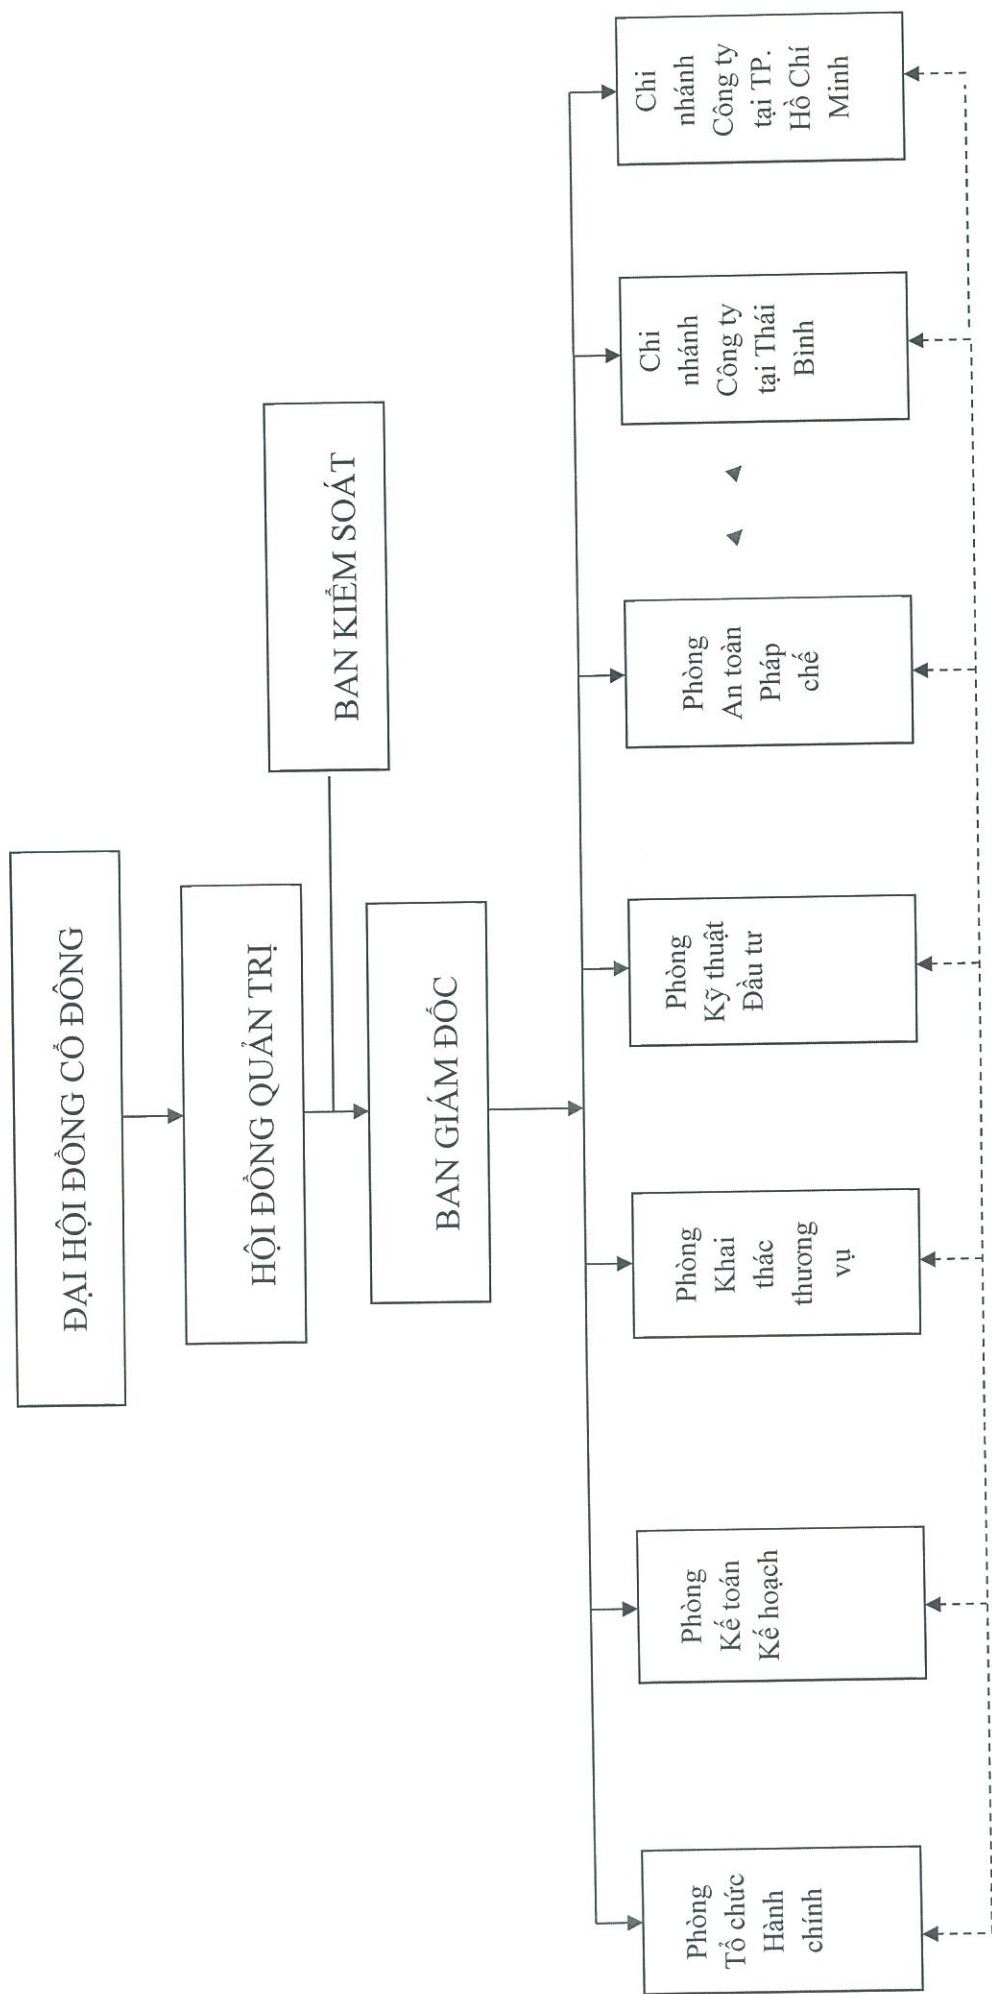 ĐẠI HỘI ĐỒNG CỔ ĐÔNG
HỘI ĐỒNG QUẢN TRỊ
BAN KIỂM SOÁT
BAN GIÁM ĐỐC
Phòng
Tổ chức
Hành
chính
Phòng
Kế toán
Kế hoạch
Phòng
Khai
thác
thương
vụ
Phòng
Kỹ thuật
Đầu tư
Phòng
An toàn
Pháp
chế
Chi
nhánh
Công ty
tại Thái
Bình
Chi
nhánh
Công ty
tại TP.
Hồ Chí
Minh